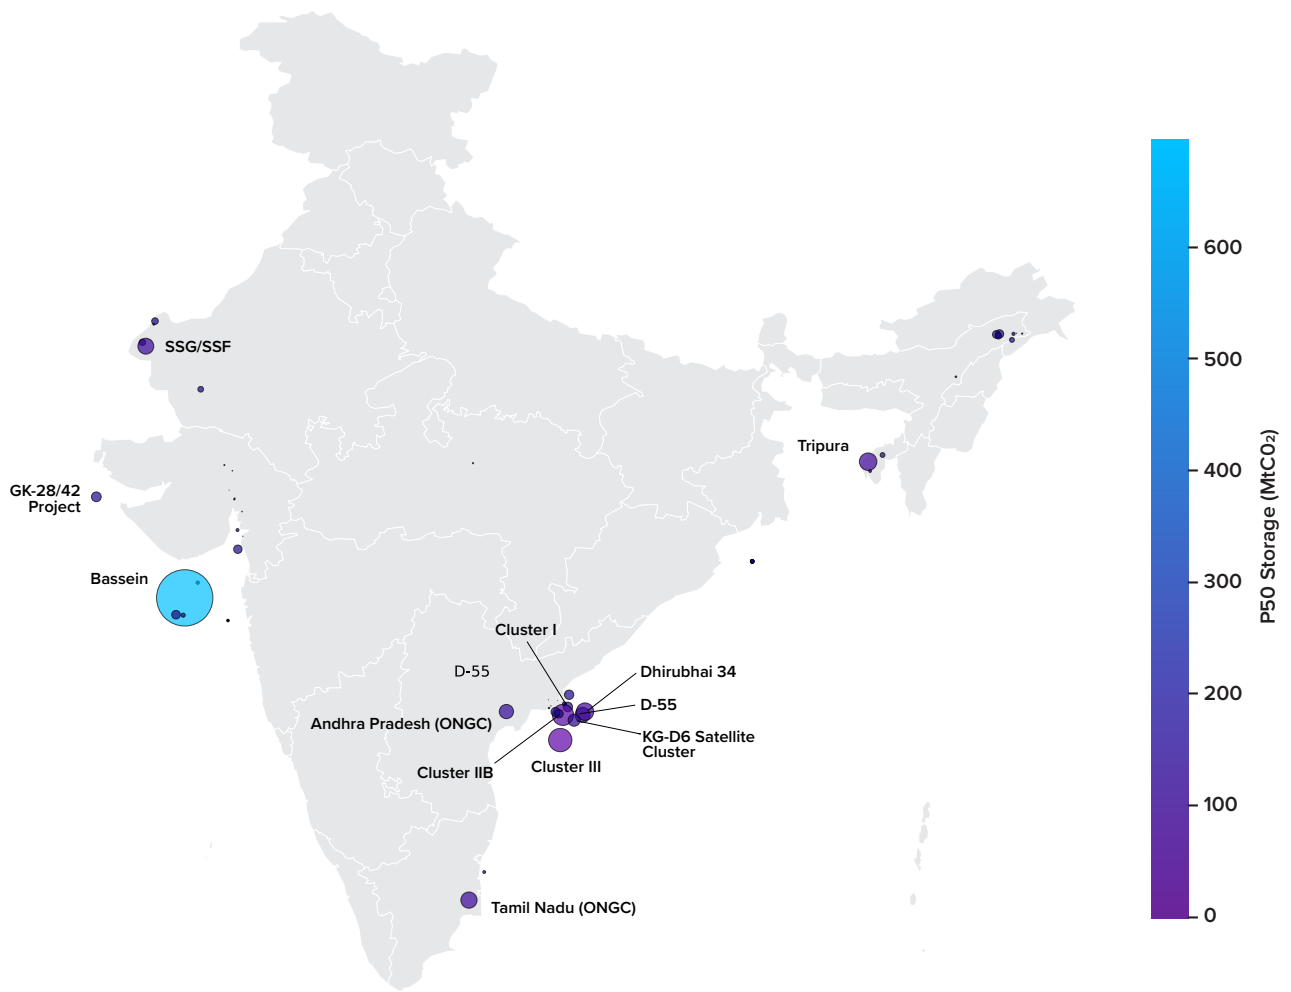 SSG/SSF
Tripura
GK-28/42
Project
Bassein
Cluster I
D-55
Dhirubhai 34
D-55
Andhra Pradesh (ONGC)
KG-D6 Satellite
Cluster
Cluster IIB
Cluster III
Tamil Nadu (ONGC)
600
500
400
300
200
100
0
P50 Storage (MtC0₂)